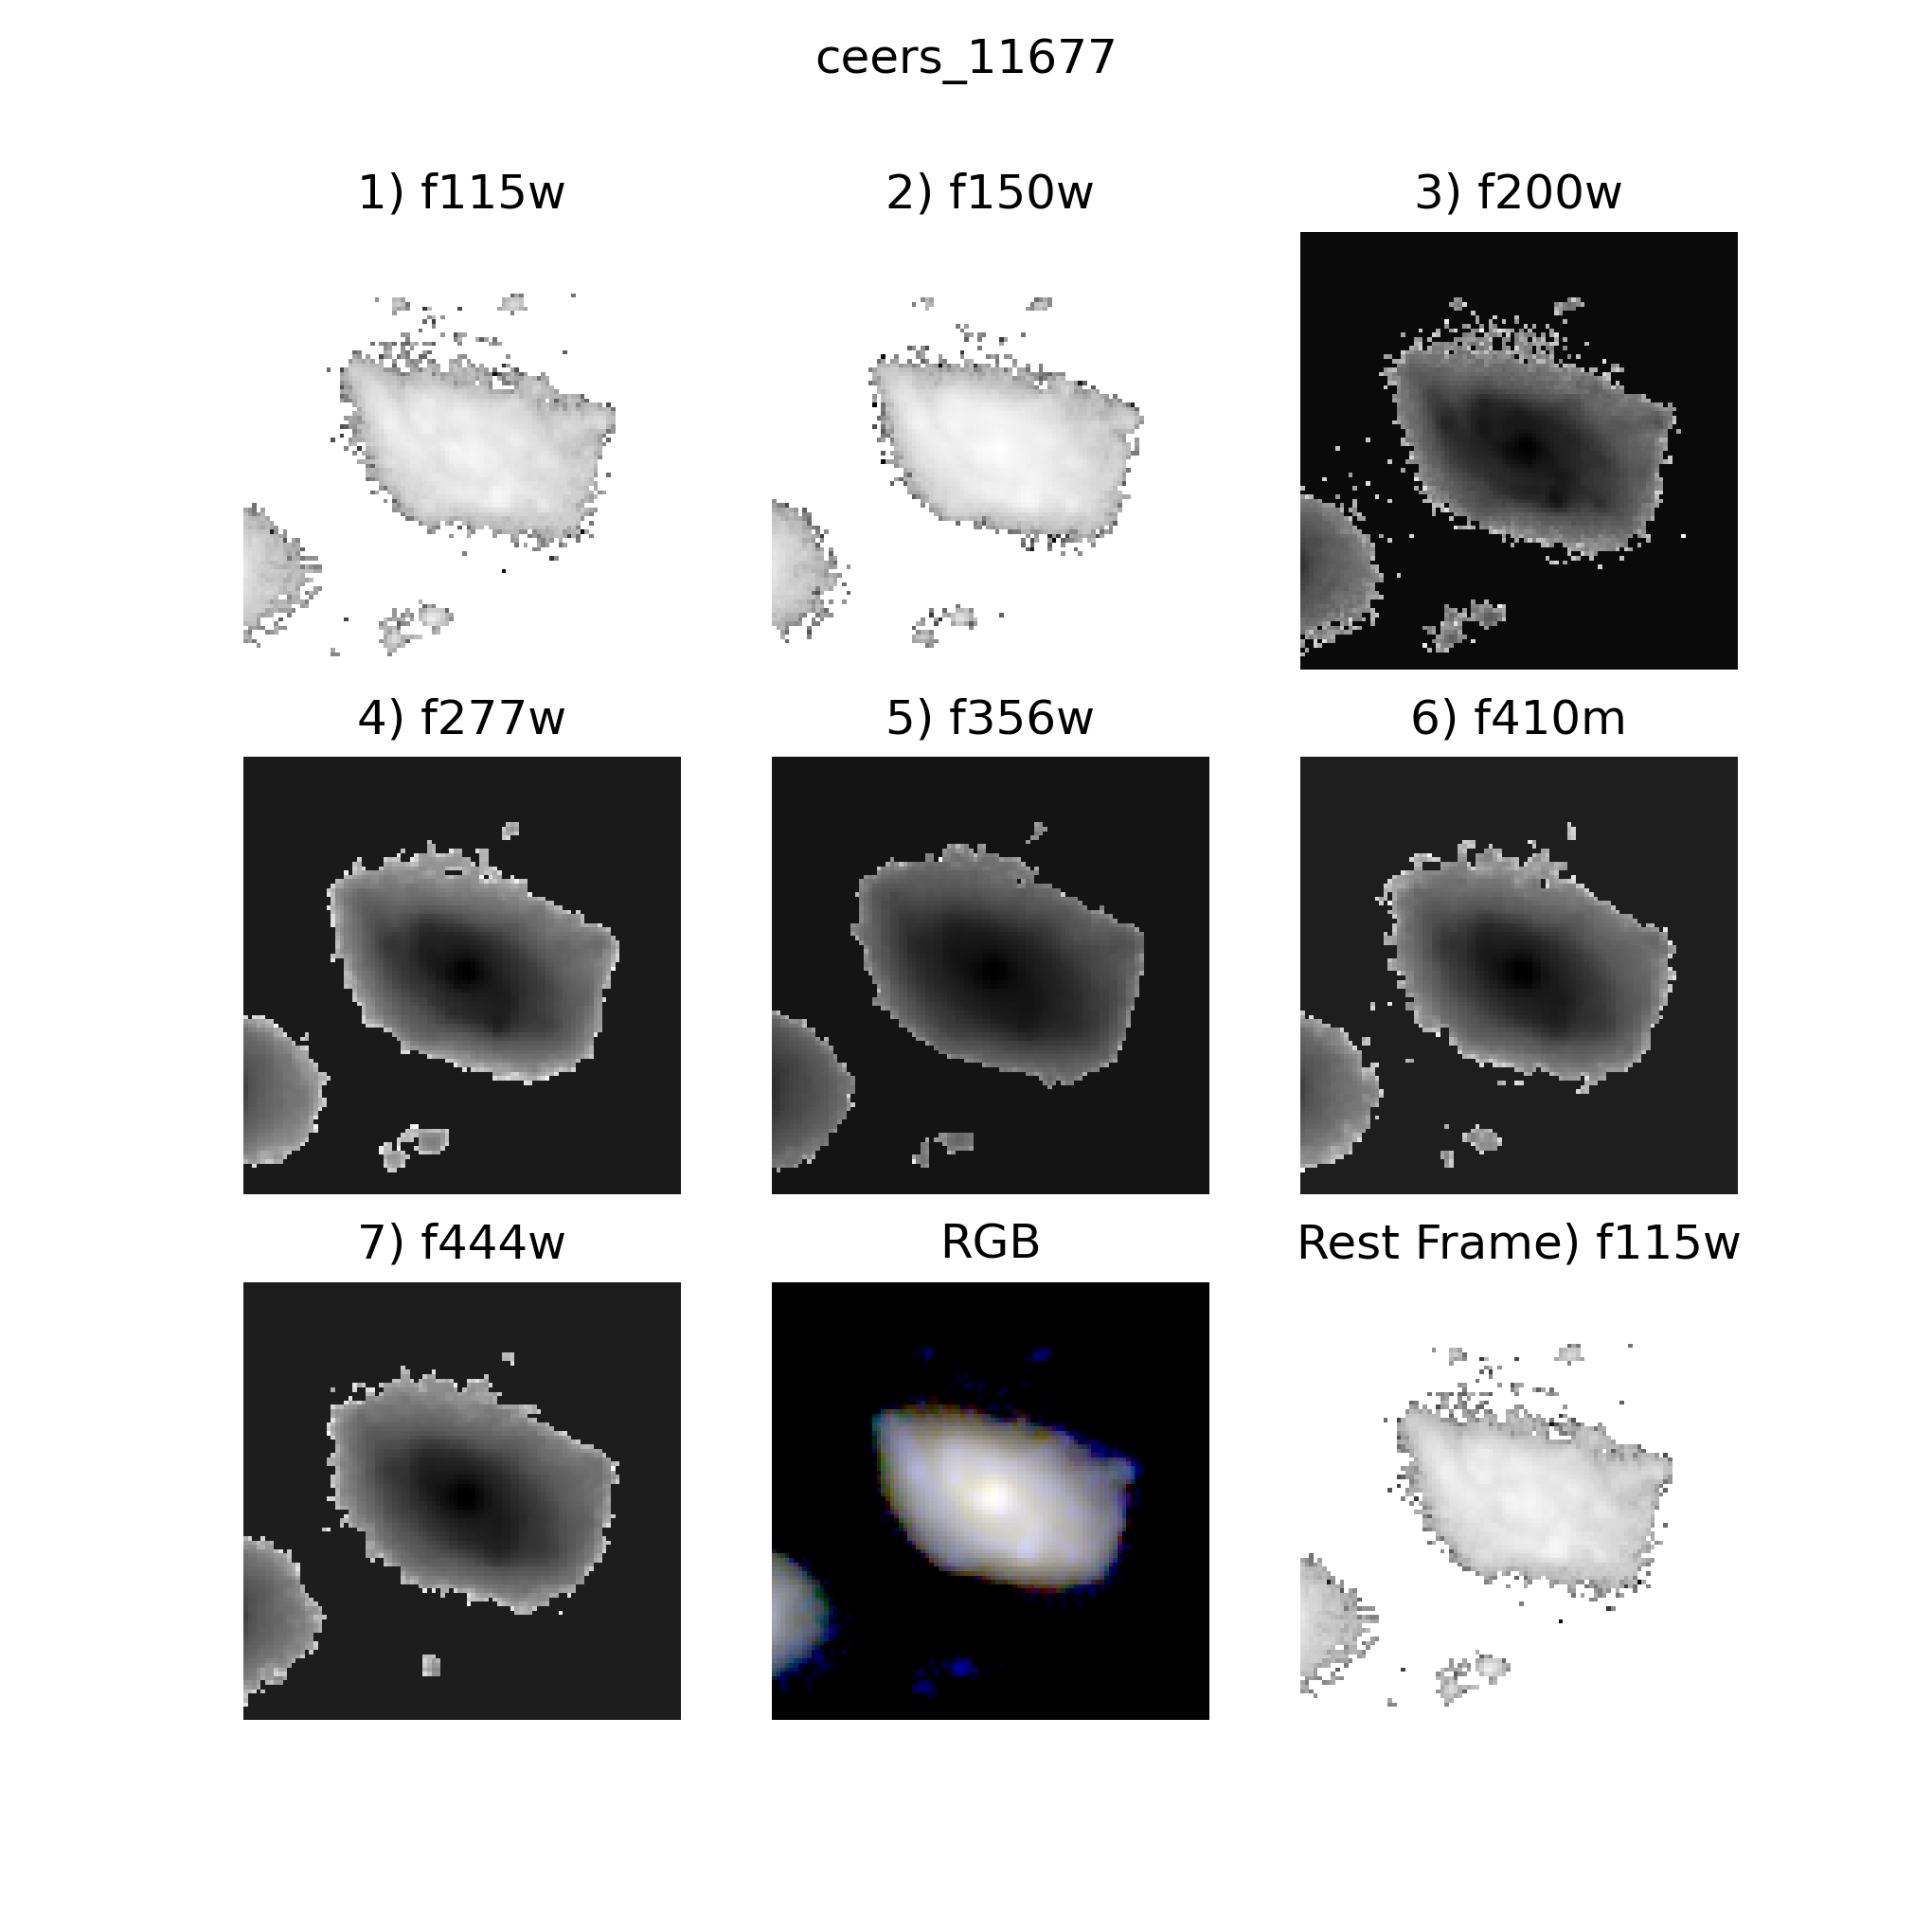 ceers_11677
1) f115w
2) f150w
3) f200w
4) f277w
5) f356w
6) f410m
7) f444w
RGB
Rest Frame) f115w